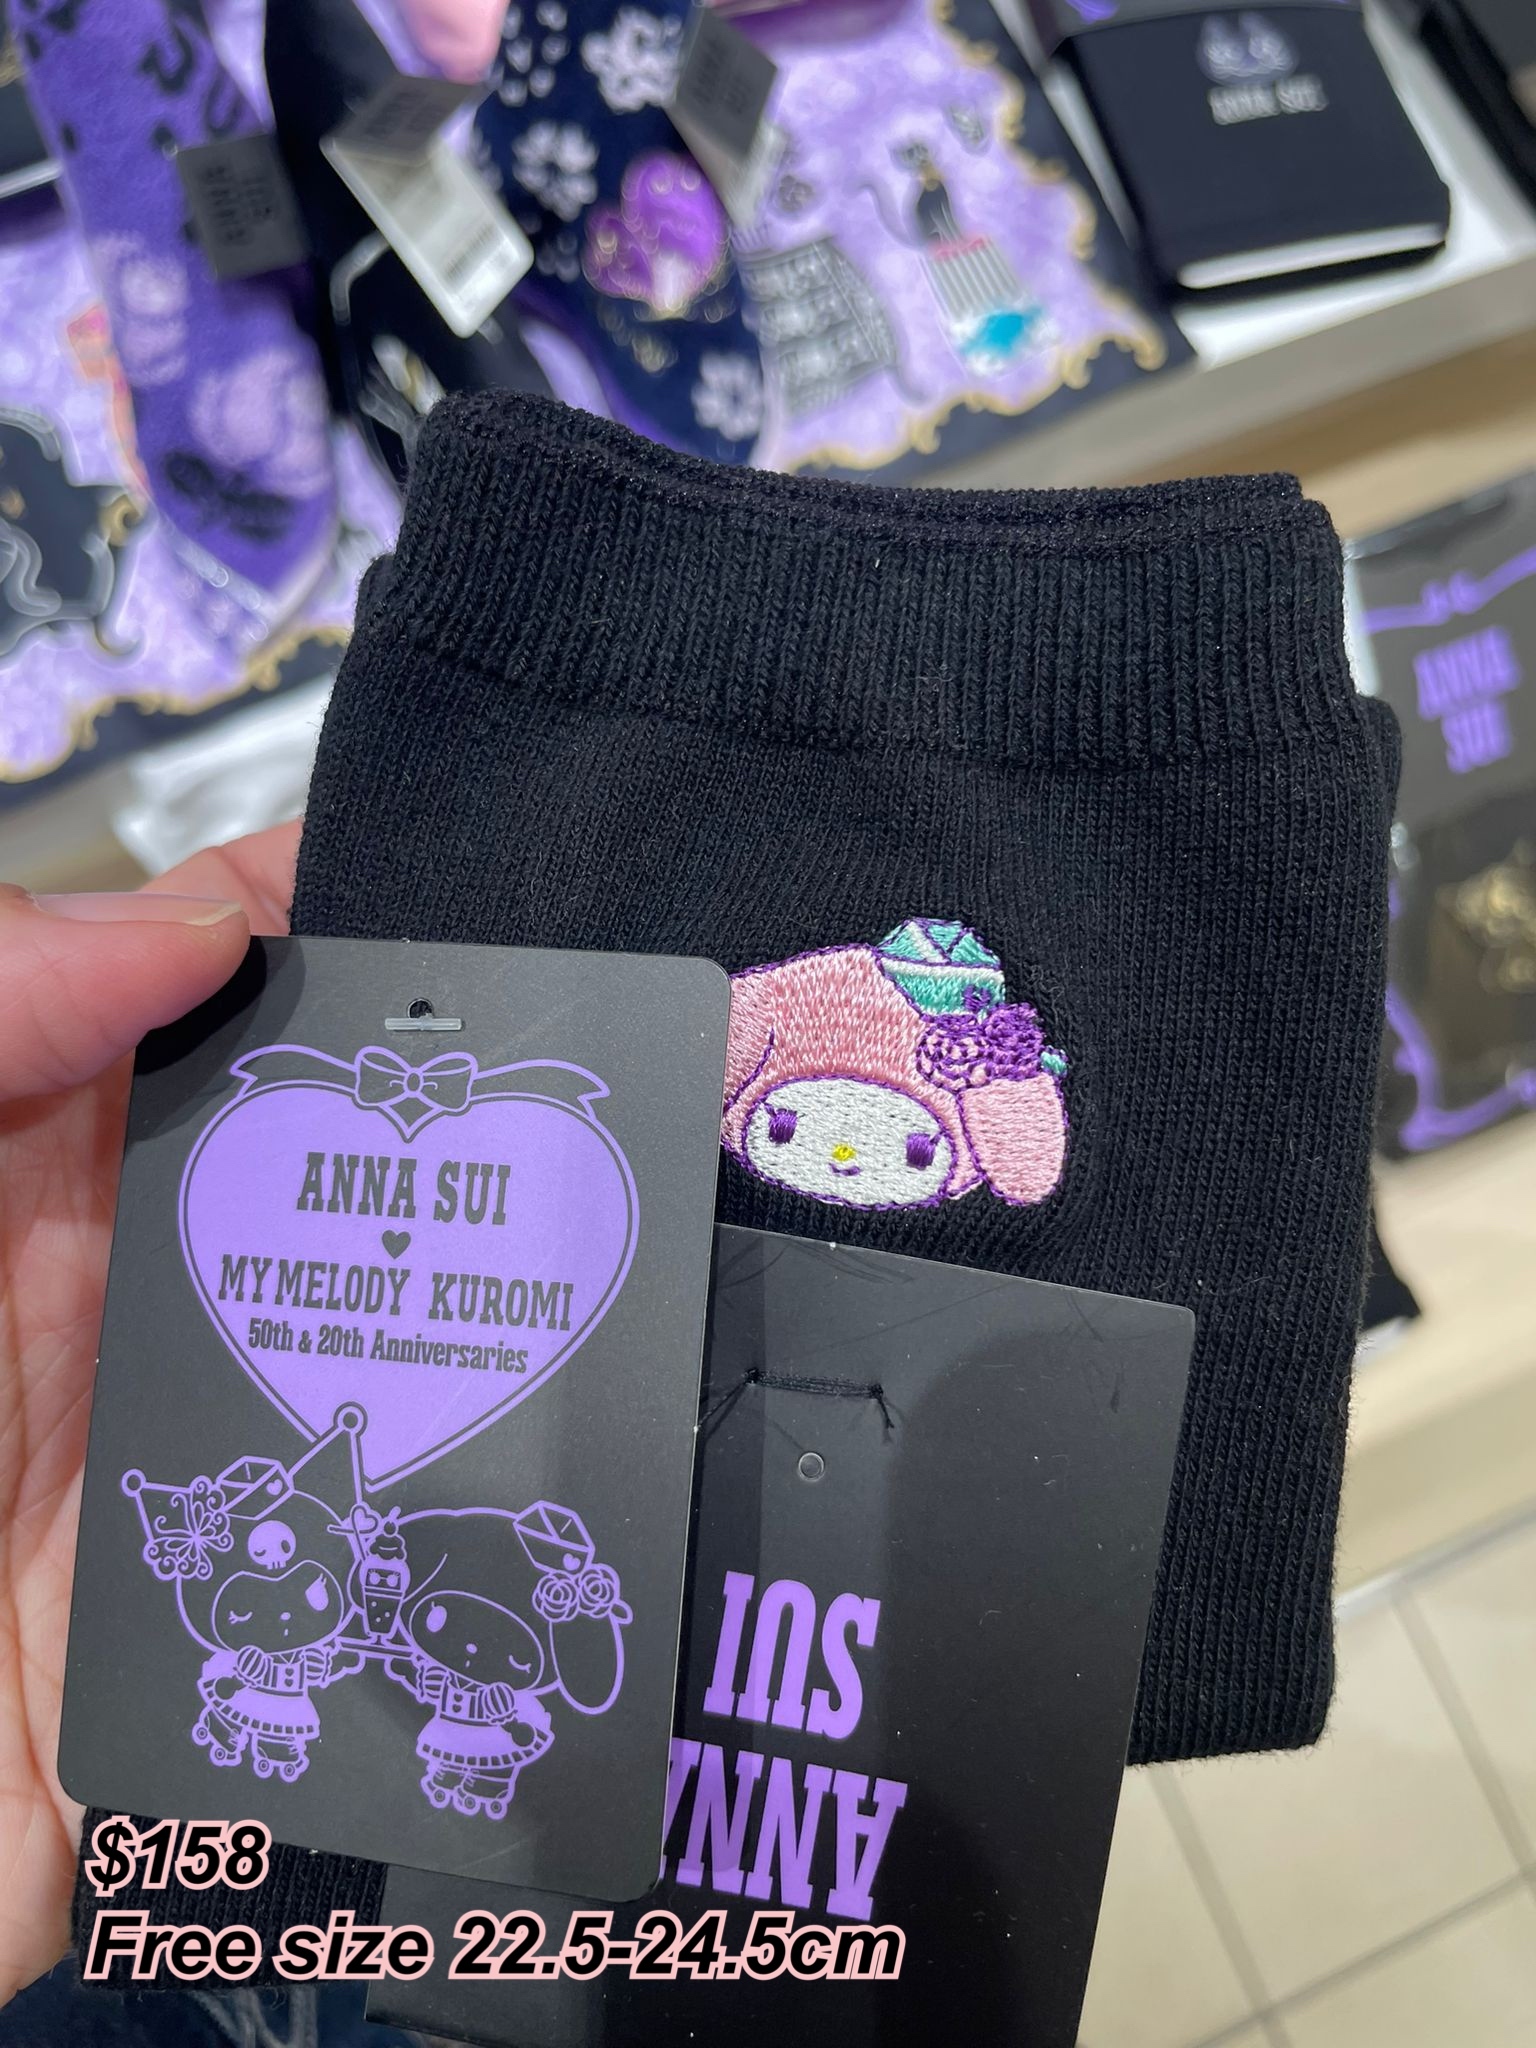 ANNA SUI
ANNA
SUI
ANNA SUI
MY MELODY KUROMI
50th & 20th Anniversaries
ANNA
SUI
$158
Free size 22.5-24.5cm